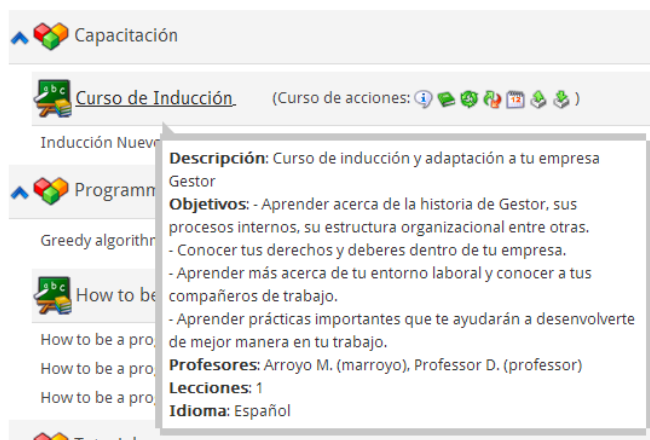 Capacitación
Curso de Inducción
(Curso de acciones: )
Inducción Nuevo
Descripción: Curso de inducción y adaptación a tu empresa
Gestor
Objetivos: - Aprender acerca de la historia de Gestor, sus
procesos internos, su estructura organizacional entre otras.
- Conocer tus derechos y deberes dentro de tu empresa.
- Aprender más acerca de tu entorno laboral y conocer a tus
compañeros de trabajo.
- Aprender prácticas importantes que te ayudarán a desenvolverte
de mejor manera en tu trabajo.
Profesores: Arroyo M. (marroyo), Professor D. (professor)
Lecciones: 1
Idioma: Español
Programm
Greedy algorithm
How to be
How to be a pro
How to be a pro
How to be a pro